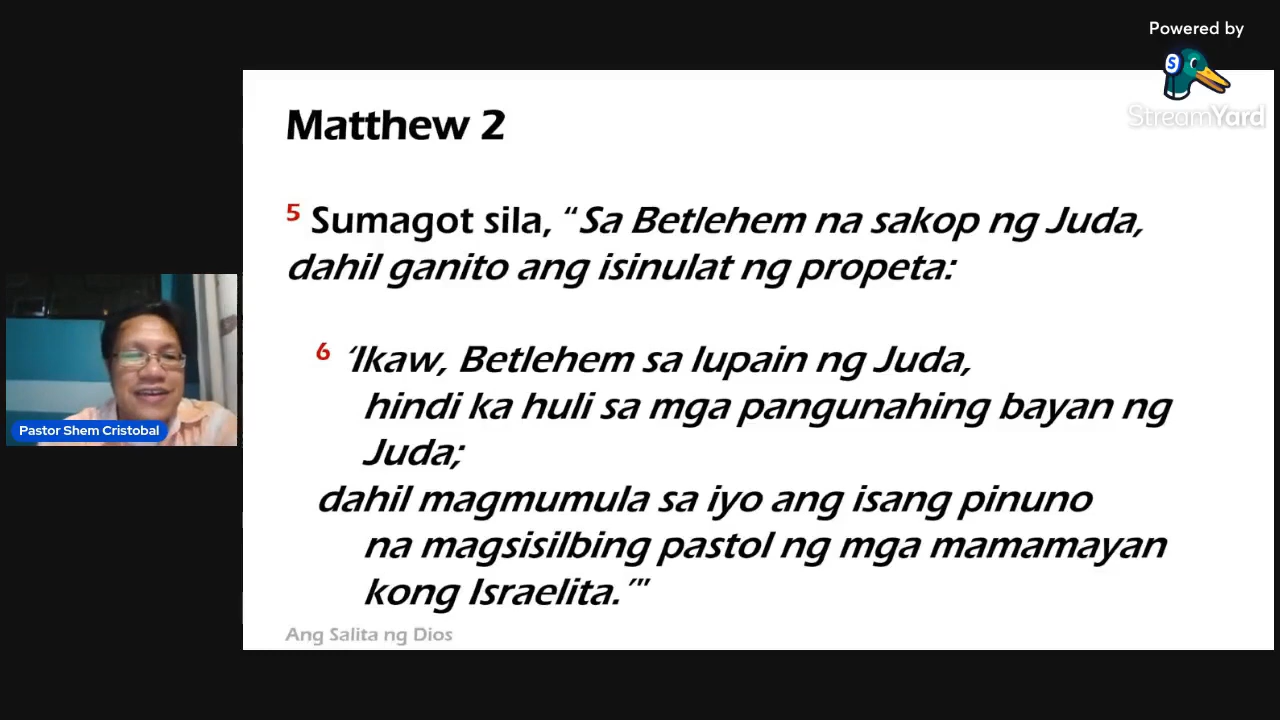 Powered by
S
StreamYard
Matthew 2
5 Sumagot sila, “Sa Betlehem na sakop ng Juda,
dahil ganito ang isinulat ng propeta:
6 ‘Ikaw, Betlehem sa lupain ng Juda,
hindi ka huli sa mga pangunahing bayan ng
Juda;
dahil magmumula sa iyo ang isang pinuno
na magsisilbing pastol ng mga mamamayan
kong Israelita.’”
Ang Salita ng Dios
Pastor Shem Cristobal